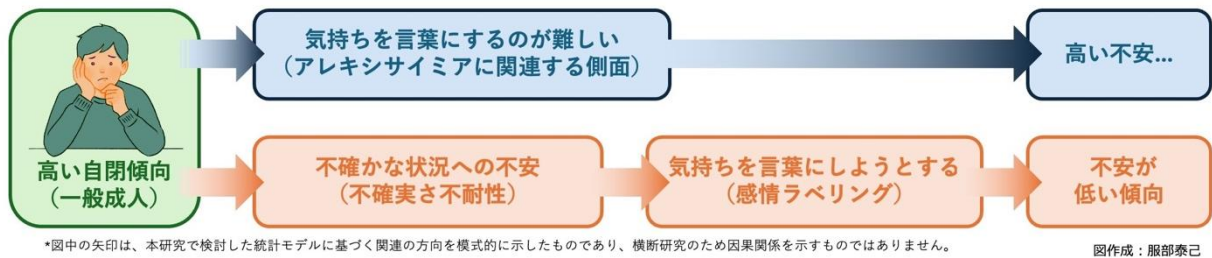 高い自閉傾向
（一般成人）
気持ちを言葉にするのが難しい
（アレキシサイミアに関連する側面）
高い不安...
不確かな状況への不安
（不確実さ不耐性）
気持ちを言葉にしようとする
（感情ラベリング）
不安が
低い傾向
*図中の矢印は、本研究で検討した統計モデルに基づく関連の方向を模式的に示したものであり、横断研究のため因果関係を示すものではありません。
図作成：服部泰己